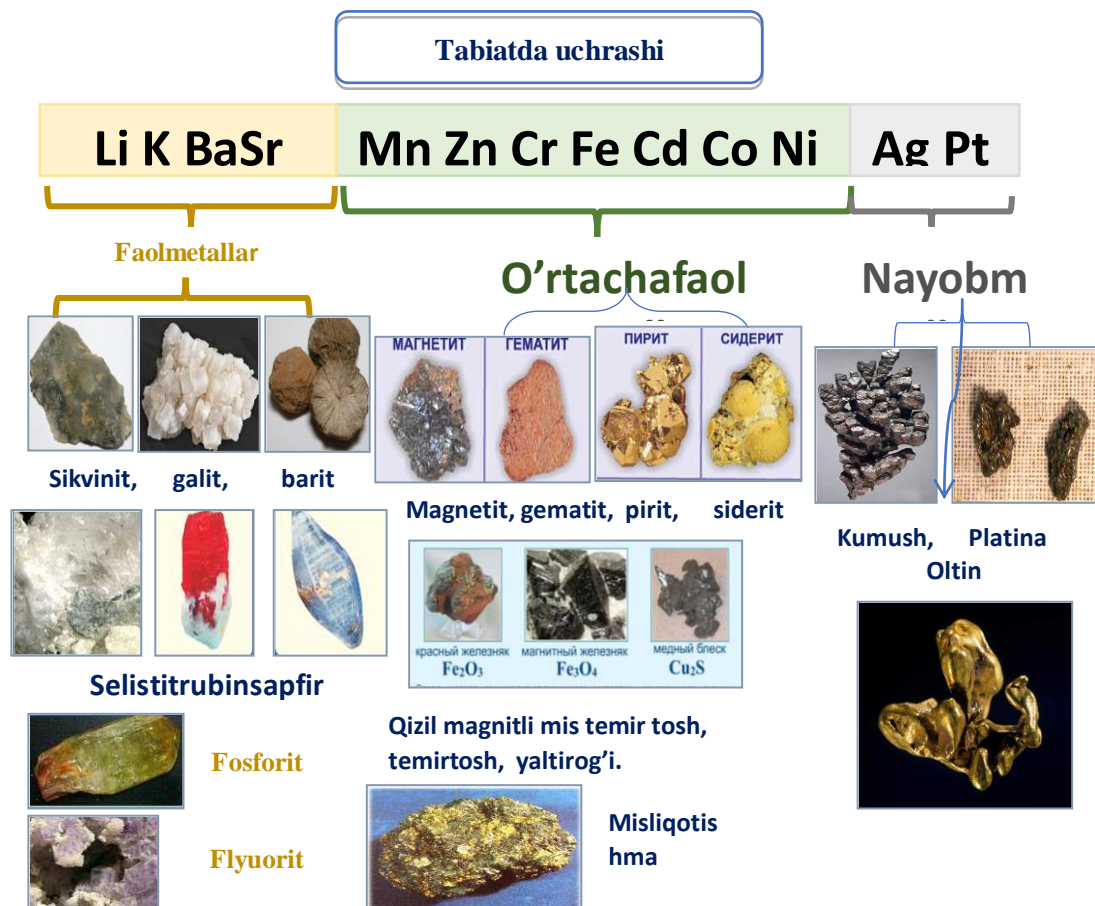 Tabiatda uchrashi
Li K BaSr
Mn Zn Cr Fe Cd Co Ni
Ag Pt
Faolmetallar
O'rtachafaol
Nayobm
МАГНЕТИТ
ГЕМАТИТ
ПИРИТ
СИДЕРИТ
Sikvinit, galit, barit
Magnetit, gematit, pirit, siderit
Kumush, Platina
Oltin
красный железняк
Fe₂O₃
магнитный железняк
Fe₃O₄
медный блеск
Cu₂S
Selistitrubinsapfir
Qizil magnitli mis temir tosh,
temirtosh, yaltirog'i.
Fosforit
Flyuorit
Misliqotis
hma